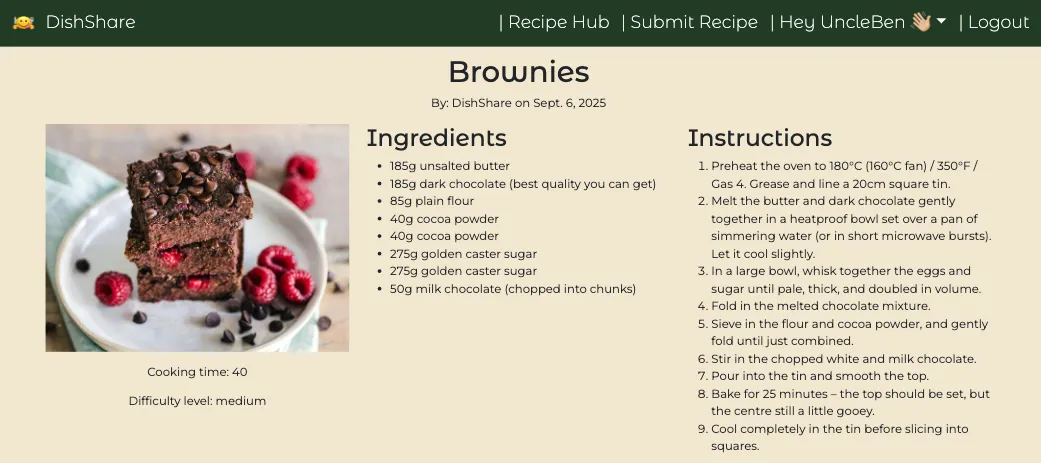 DishShare | Recipe Hub | Submit Recipe | Hey UncleBen 👋🏼 | Logout
Brownies
By: DishShare on Sept. 6, 2025
Cooking time: 40
Difficulty level: medium
Ingredients
• 185g unsalted butter
• 185g dark chocolate (best quality you can get)
• 85g plain flour
• 40g cocoa powder
• 40g cocoa powder
• 275g golden caster sugar
• 275g golden caster sugar
• 50g milk chocolate (chopped into chunks)
Instructions
1. Preheat the oven to 180°C (160°C fan) / 350°F /
Gas 4. Grease and line a 20cm square tin.
2. Melt the butter and dark chocolate gently
together in a heatproof bowl set over a pan of
simmering water (or in short microwave bursts).
Let it cool slightly.
3. In a large bowl, whisk together the eggs and
sugar until pale, thick, and doubled in volume.
4. Fold in the melted chocolate mixture.
5. Sieve in the flour and cocoa powder, and gently
fold until just combined.
6. Stir in the chopped white and milk chocolate.
7. Pour into the tin and smooth the top.
8. Bake for 25 minutes – the top should be set, but
the centre still a little gooey.
9. Cool completely in the tin before slicing into
squares.